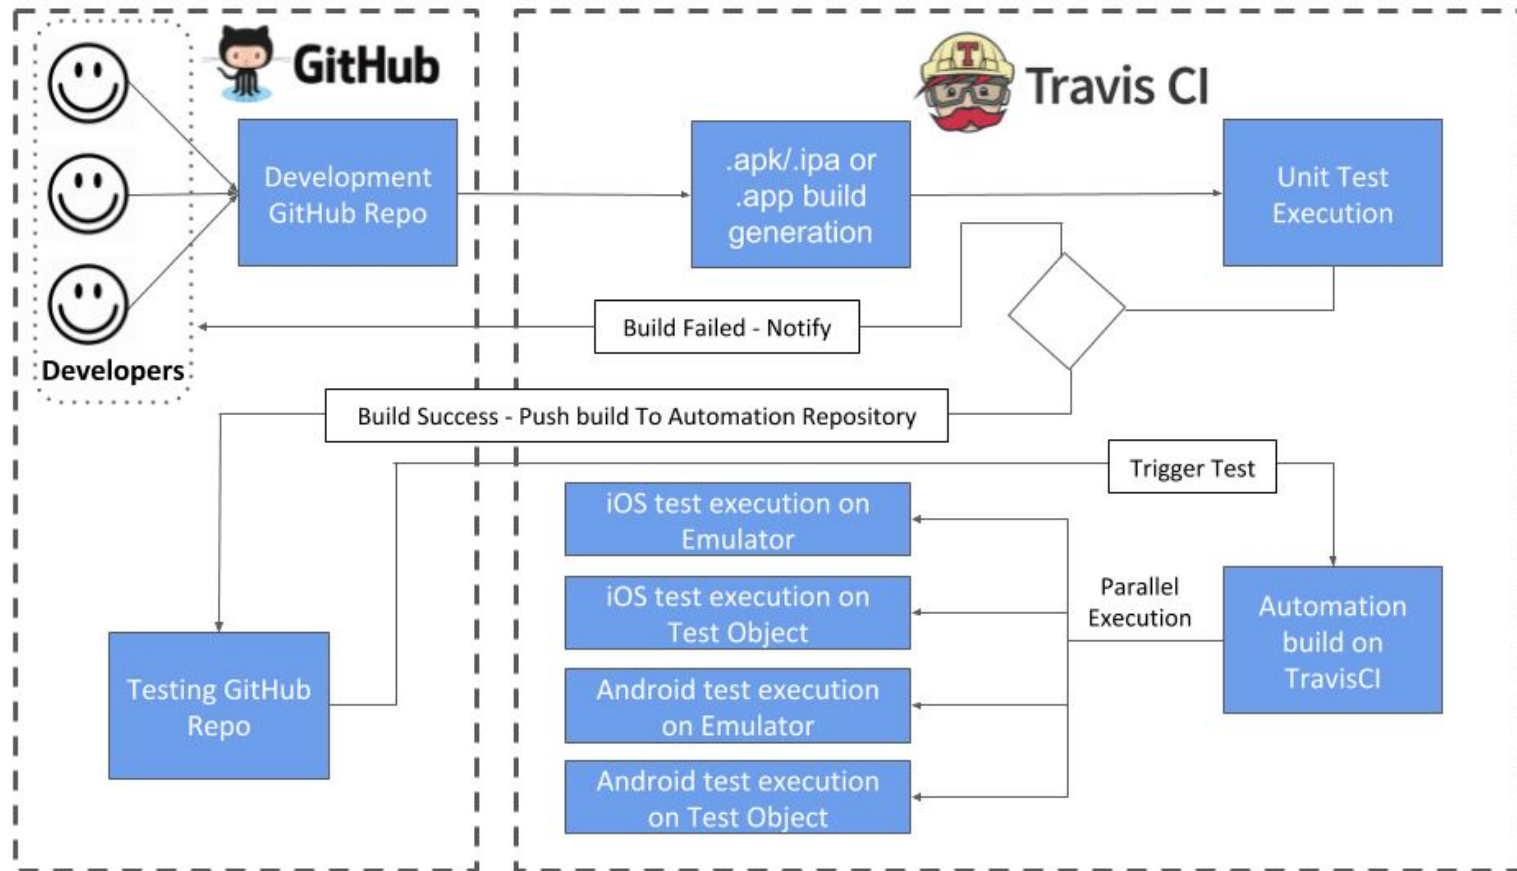 GitHub
Travis CI
T
Development
GitHub Repo
.apk/.ipa or
.app build
generation
Unit Test
Execution
Build Failed - Notify
Developers
Build Success - Push build To Automation Repository
Trigger Test
iOS test execution on
Emulator
iOS test execution on
Test Object
Android test execution
on Emulator
Android test execution
on Test Object
Parallel
Execution
Automation
build on
TravisCI
Testing GitHub
Repo